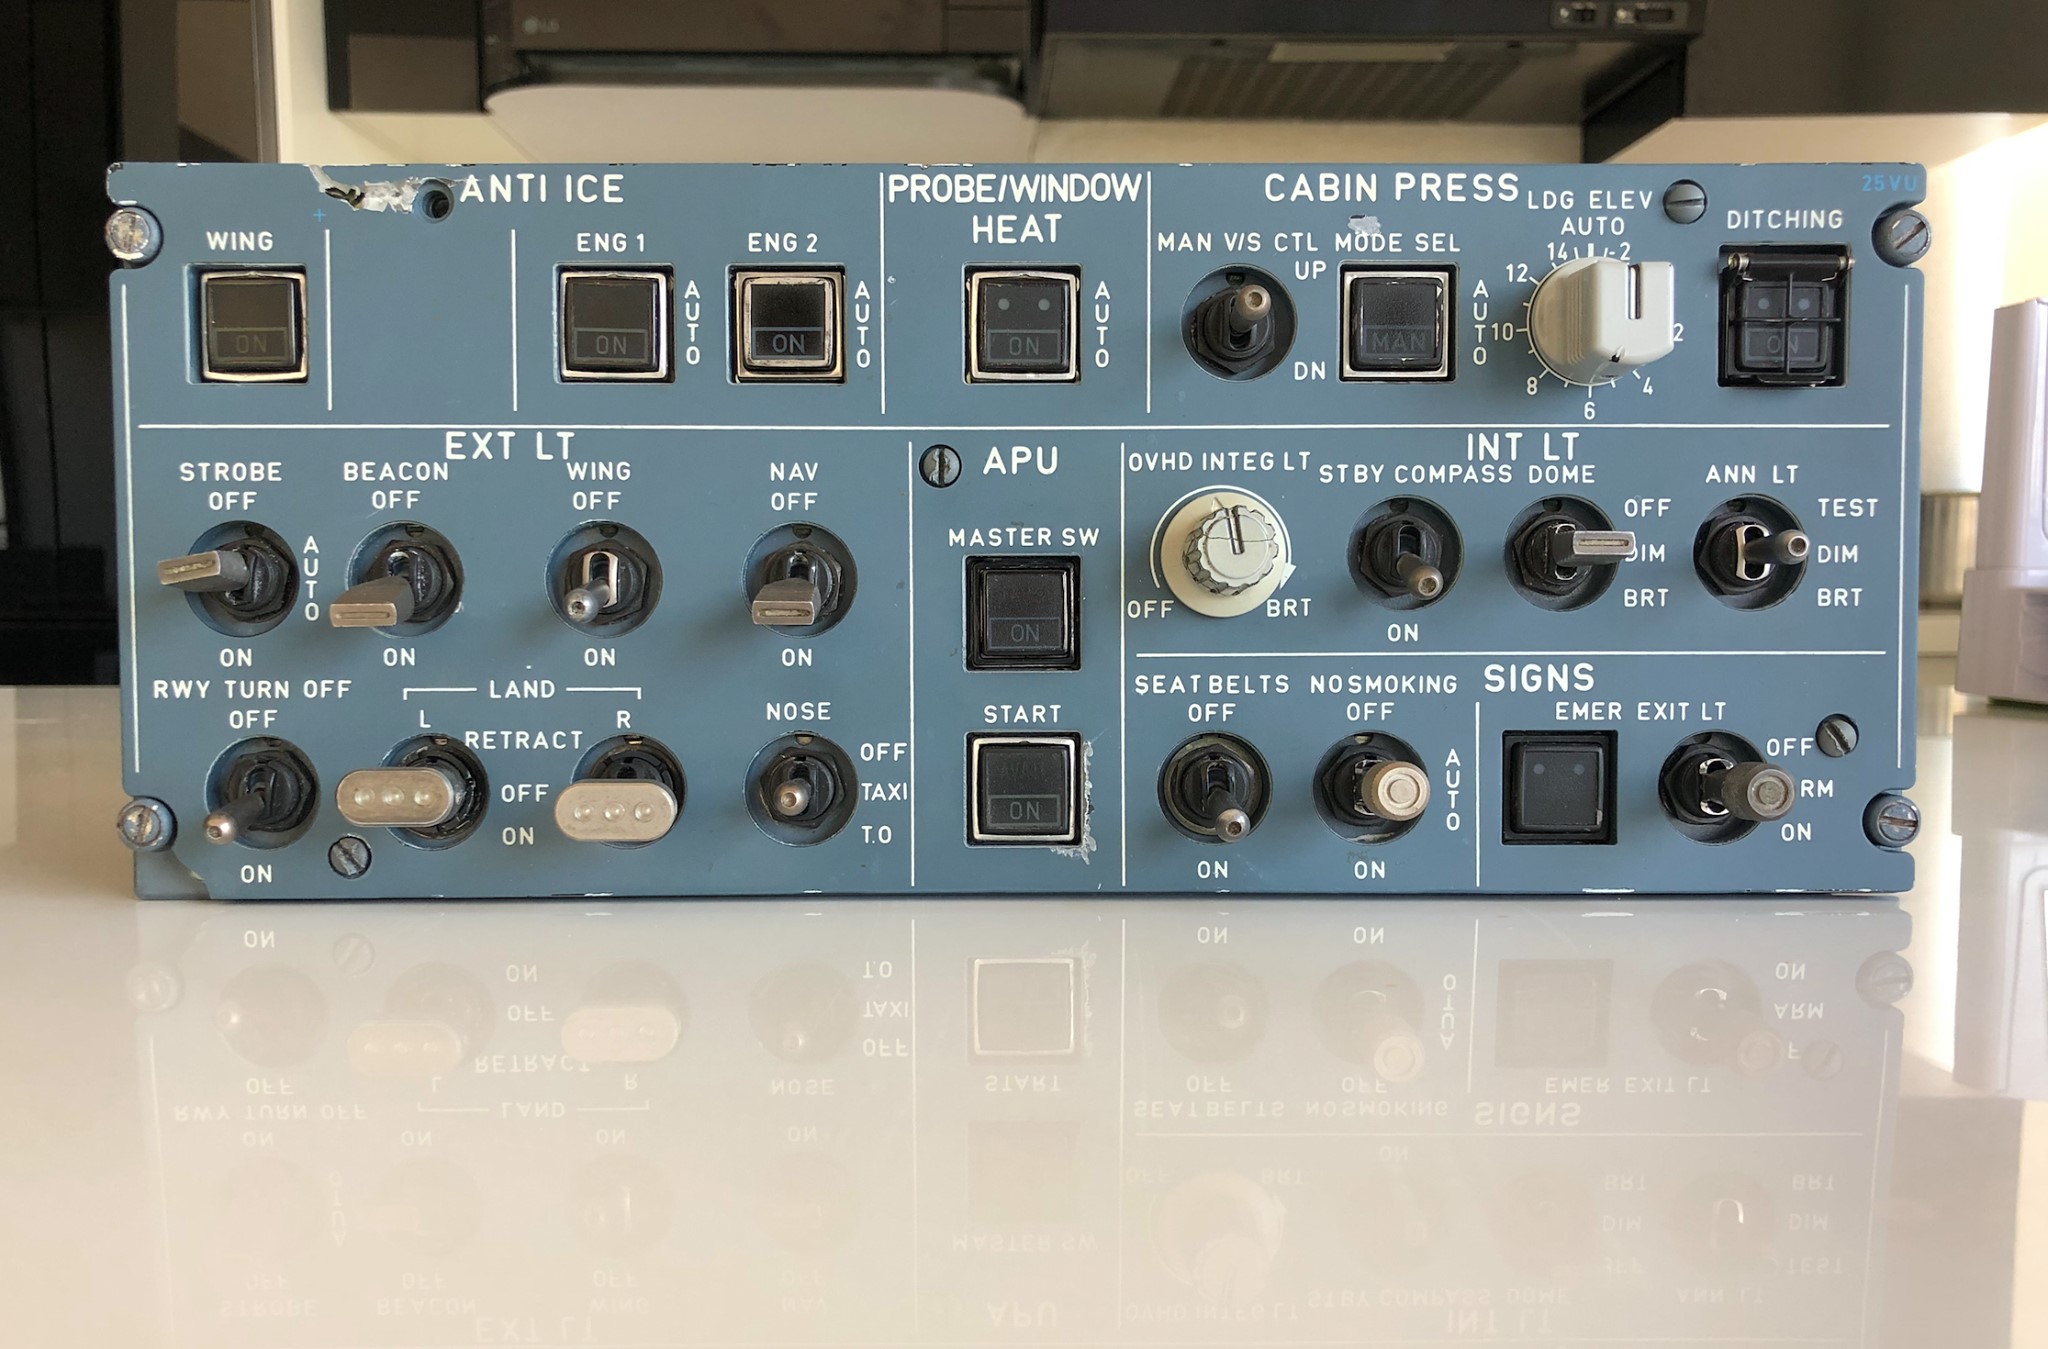 LG
25VU
ANTI ICE
WING
ON
ENG 1
ON
AUTO
ENG 2
ON
AUTO
PROBE/WINDOW
HEAT
ON
AUTO
CABIN PRESS
MAN V/S CTL
UP
DN
MODE SEL
MAN
AUTO
LDG ELEV
AUTO
14 -2
12
10 2
8 4
6
DITCHING
ON
EXT LT
STROBE
OFF
AUTO
ON
BEACON
OFF
ON
WING
OFF
ON
NAV
OFF
ON
RWY TURN OFF
OFF
ON
LAND
L R
RETRACT
OFF
ON
NOSE
OFF
TAXI
T.O
APU
MASTER SW
ON
START
AVAIL
ON
INT LT
OVHD INTEG LT
OFF BRT
STBY COMPASS
ON
DOME
OFF
DIM
BRT
ANN LT
TEST
DIM
BRT
SIGNS
SEAT BELTS
OFF
ON
NO SMOKING
OFF
AUTO
ON
EMER EXIT LT
OFF
RM
ON